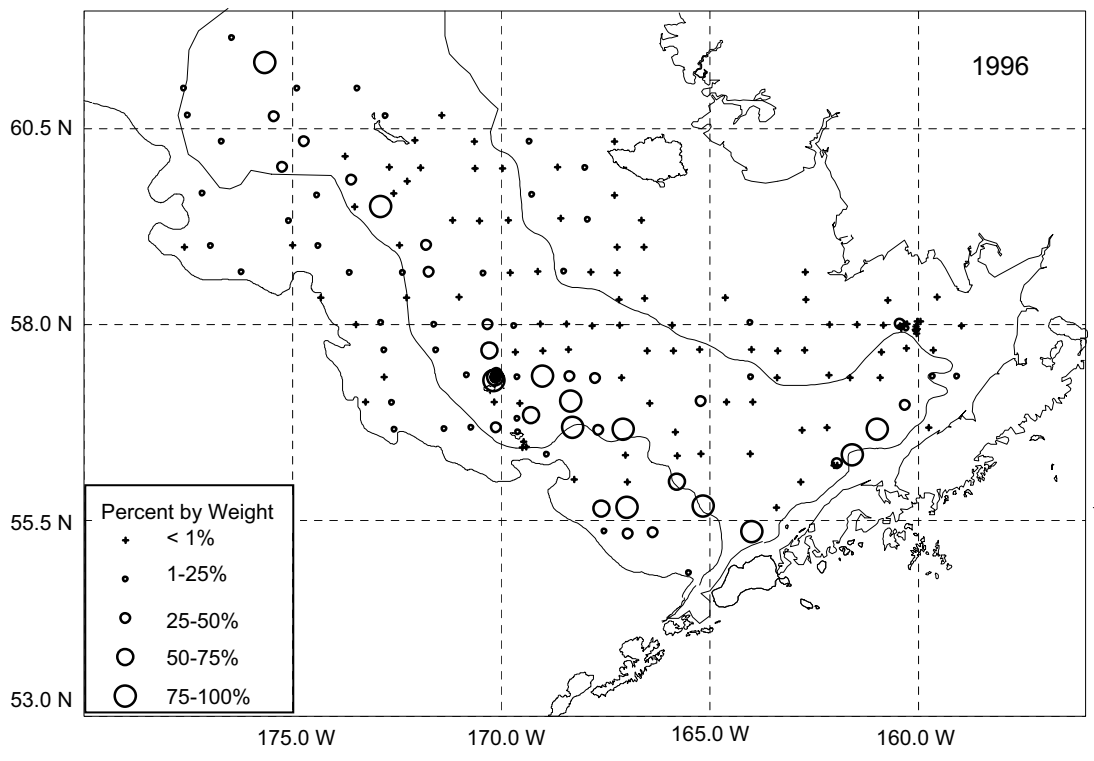 1996
60.5 N
58.0 N
55.5 N
53.0 N
Percent by Weight
< 1%
1-25%
25-50%
50-75%
75-100%
175.0 W
170.0 W
165.0 W
160.0 W